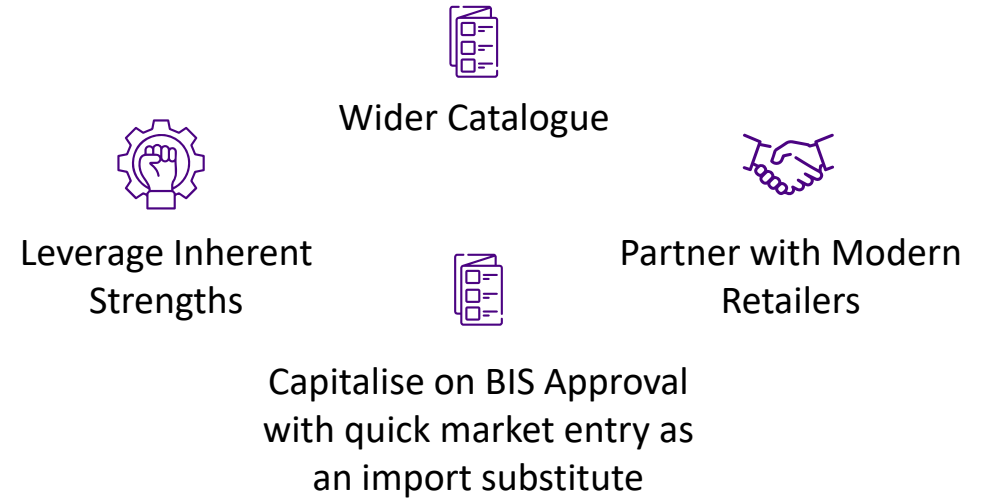 Wider Catalogue
Leverage Inherent
Strengths
Partner with Modern
Retailers
Capitalise on BIS Approval
with quick market entry as
an import substitute